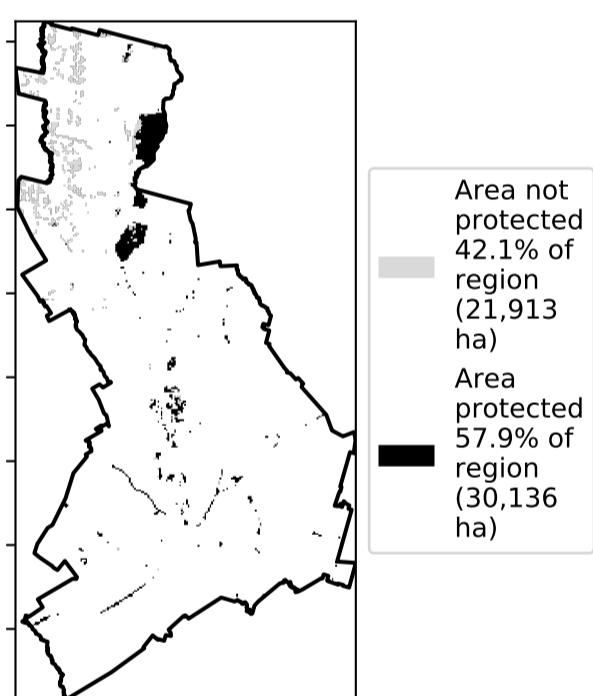 Area not
protected
42.1% of
region
(21,913
ha)
Area
protected
57.9% of
region
(30,136
ha)